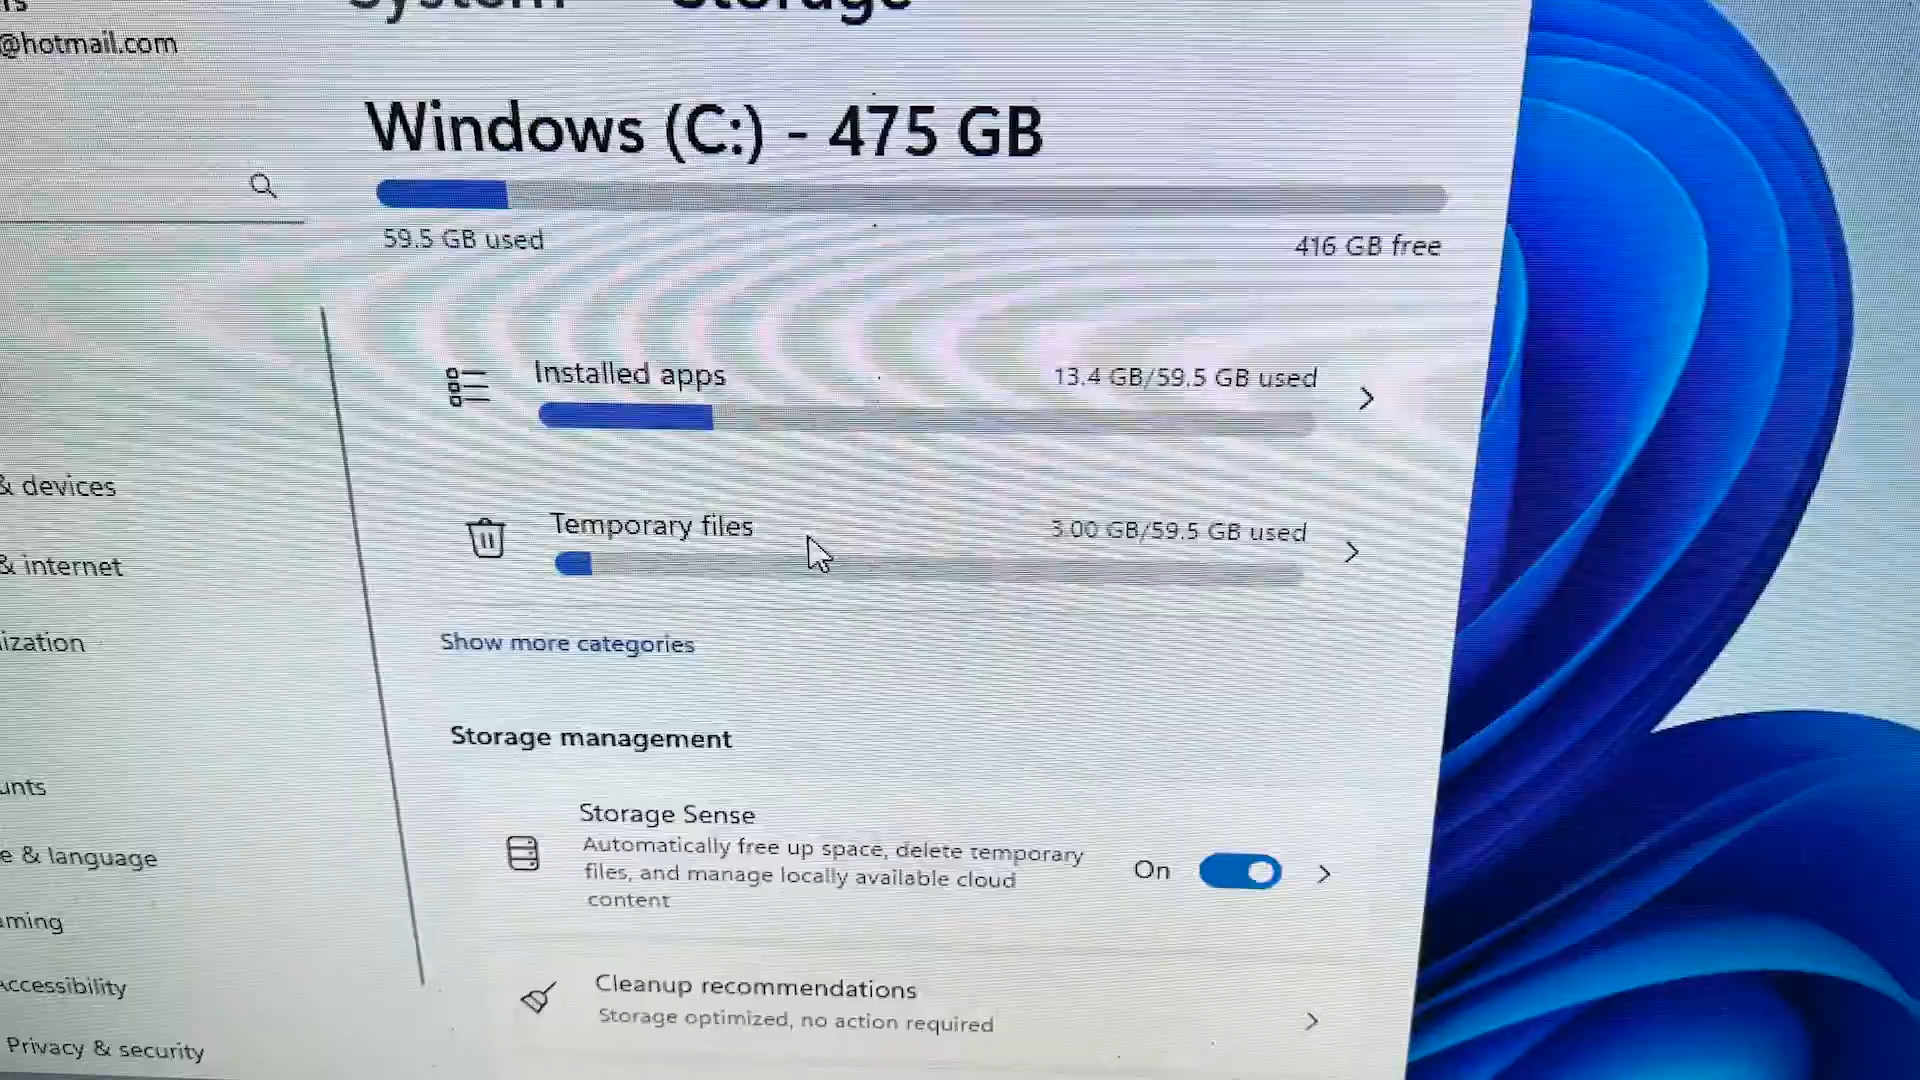 @hotmail.com
System
Storage
Windows (C:) - 475 GB
59.5 GB used
416 GB free
Installed apps
13.4 GB/59.5 GB used
& devices
Temporary files
3.00 GB/59.5 GB used
& internet
Show more categories
ization
Storage management
unts
Storage Sense
Automatically free up space, delete temporary
files, and manage locally available cloud
content
On
e & language
aming
Accessibility
Cleanup recommendations
Storage optimized, no action required
Privacy & security